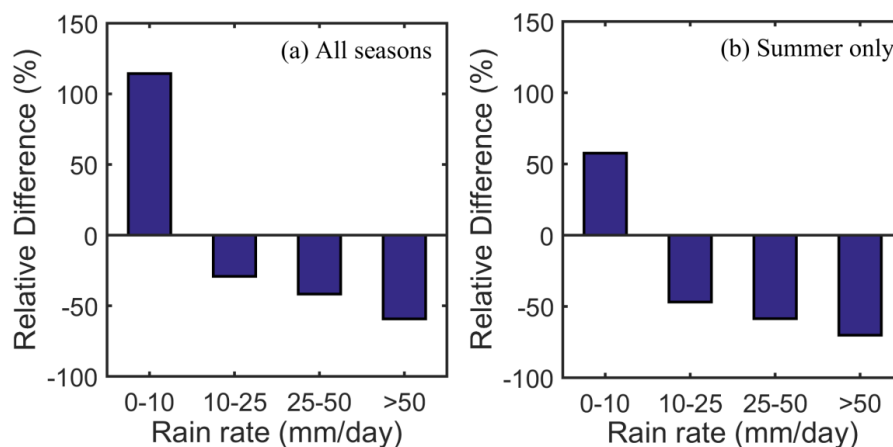 (a) All seasons
Relative Difference (%)
150
100
50
0
-50
-100
0-10 10-25 25-50 >50
Rain rate (mm/day)
(b) Summer only
Relative Difference (%)
150
100
50
0
-50
-100
0-10 10-25 25-50 >50
Rain rate (mm/day)